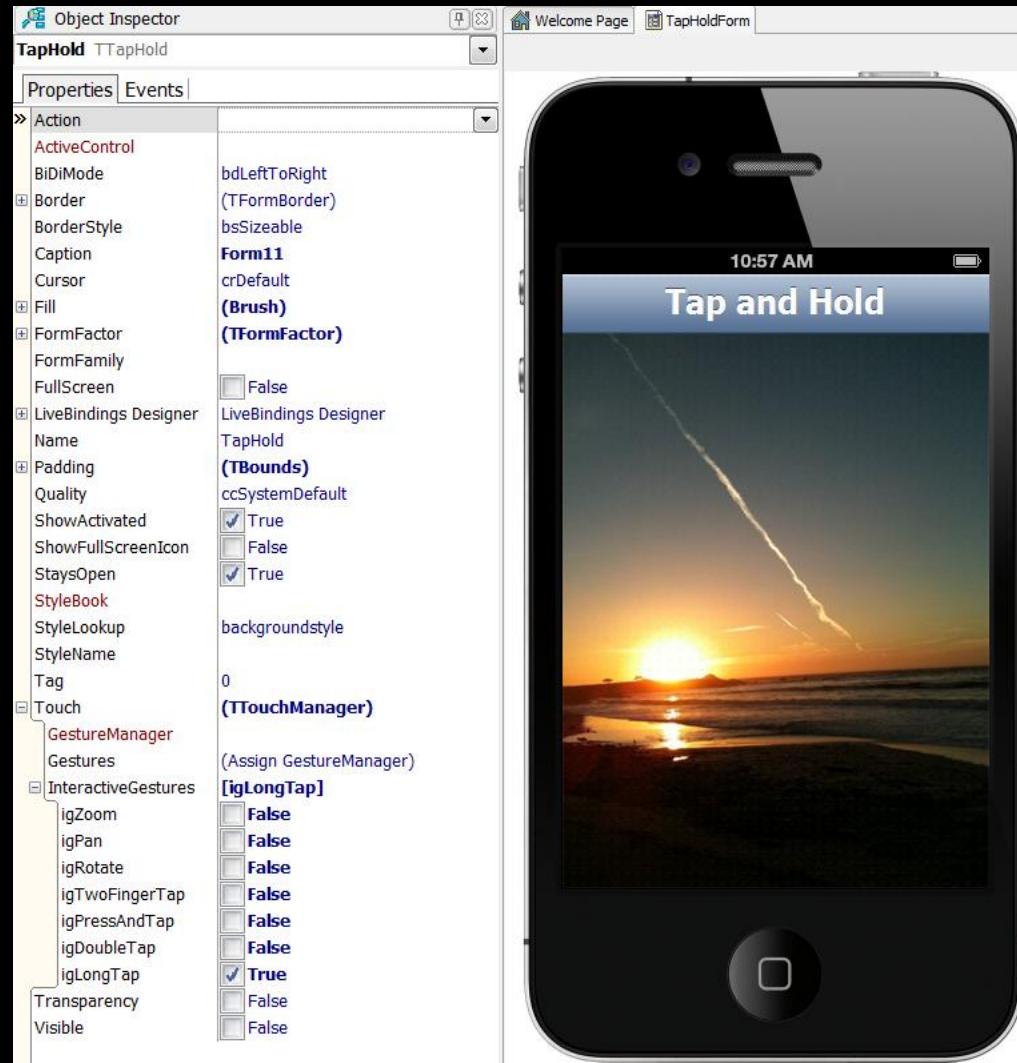 Object Inspector
TapHold TTapHold
Properties Events
Action
ActiveControl
BiDiMode bdLeftToRight
Border (TFormBorder)
BorderStyle bsSizeable
Caption Form11
Cursor crDefault
Fill (Brush)
FormFactor (TFormFactor)
FormFamily
FullScreen False
LiveBindings Designer LiveBindings Designer
Name TapHold
Padding (TBounds)
Quality ccSystemDefault
ShowActivated True
ShowFullScreenIcon False
StaysOpen True
StyleBook
StyleLookup backgroundstyle
StyleName
Tag 0
Touch (TTouchManager)
GestureManager
Gestures (Assign GestureManager)
InteractiveGestures [igLongTap]
igZoom False
igPan False
igRotate False
igTwoFingerTap False
igPressAndTap False
igDoubleTap False
igLongTap True
Transparency False
Visible False
Welcome Page TapHoldForm
10:57 AM
Tap and Hold